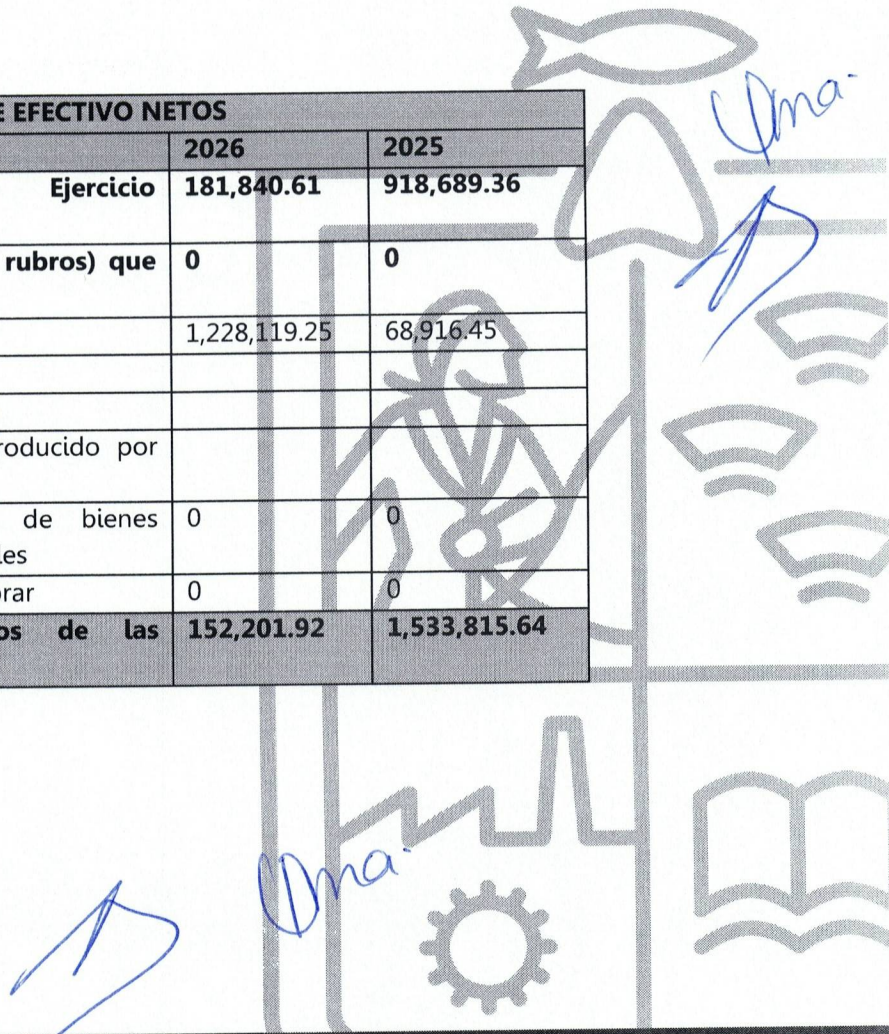 E EFECTIVO NETOS
2026 2025
Ejercicio 181,840.61 918,689.36
rubros) que 0 0
1,228,119.25 68,916.45
roducido por
de bienes 0 0
les
rar 0 0
os de las 152,201.92 1,533,815.64